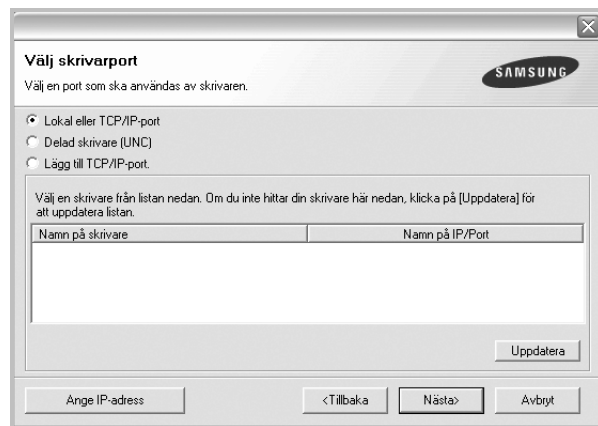 Välj skrivarport
Välj en port som ska användas av skrivaren.
SAMSUNG
Lokal eller TCP/IP-port
Delad skrivare (UNC)
Lägg till TCP/IP-port.
Välj en skrivare från listan nedan. Om du inte hittar din skrivare här nedan, klicka på [Uppdatera] för
att uppdatera listan.
Namn på skrivare Namn på IP/Port
Uppdatera
Ange IP-adress <Tillbaka Nästa> Avbryt